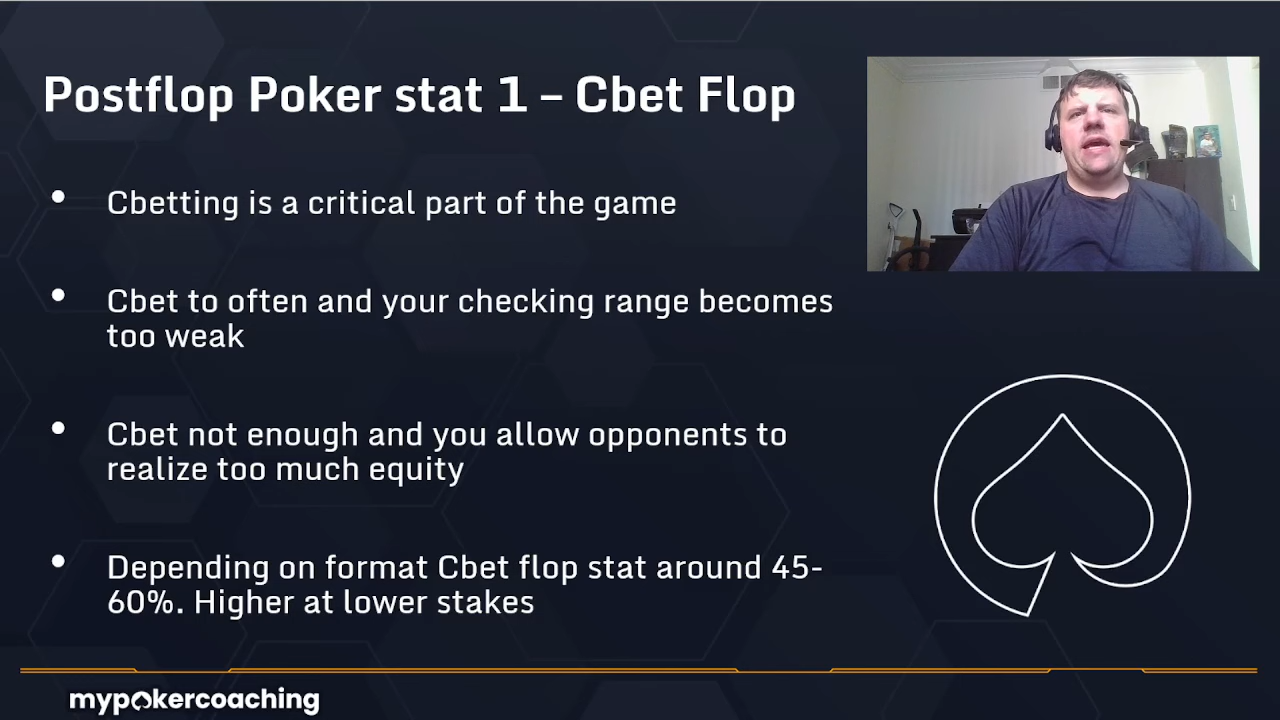 Postflop Poker stat 1 – Cbet Flop
Cbetting is a critical part of the game
Cbet to often and your checking range becomes
too weak
Cbet not enough and you allow opponents to
realize too much equity
Depending on format Cbet flop stat around 45-
60%. Higher at lower stakes
mypokercoaching